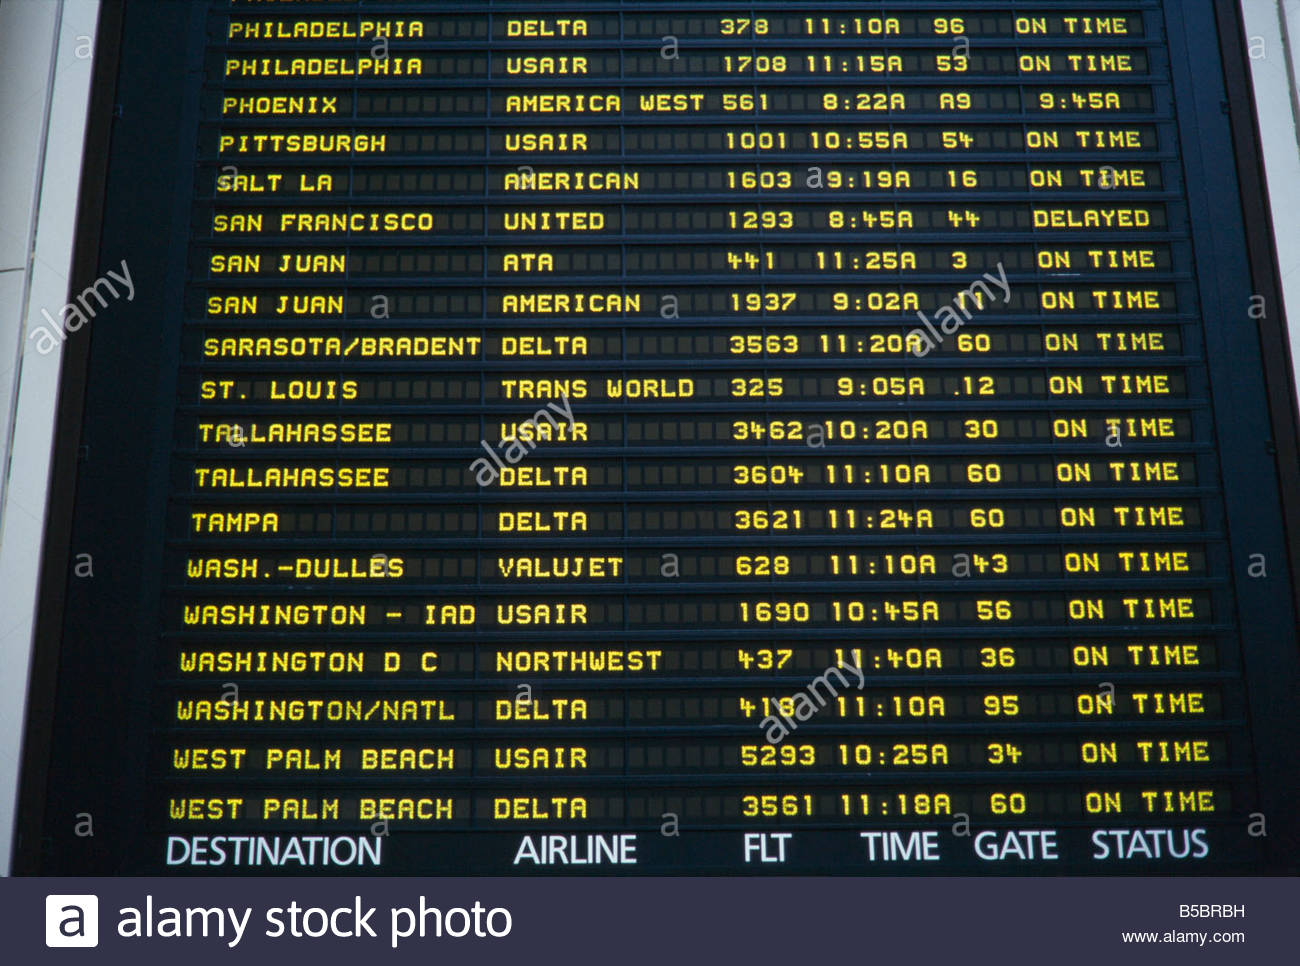 PHILADELPHIA DELTA 378 11:10A 96 ON TIME
PHILADELPHIA USAIR 1708 11:15A 53 ON TIME
PHOENIX AMERICA WEST 561 8:22A A9 9:45A
PITTSBURGH USAIR 1001 10:55A 54 ON TIME
SALT LA AMERICAN 1603 9:19A 16 ON TIME
SAN FRANCISCO UNITED 1293 8:45A 44 DELAYED
SAN JUAN ATA 441 11:25A 3 ON TIME
SAN JUAN AMERICAN 1937 9:02A 11 ON TIME
SARASOTA/BRADENT DELTA 3563 11:20A 60 ON TIME
ST. LOUIS TRANS WORLD 325 9:05A .12 ON TIME
TALLAHASSEE USAIR 3462 10:20A 30 ON TIME
TALLAHASSEE DELTA 3604 11:10A 60 ON TIME
TAMPA DELTA 3621 11:24A 60 ON TIME
WASH.-DULLES VALUJET 628 11:10A 43 ON TIME
WASHINGTON - IAD USAIR 1690 10:45A 56 ON TIME
WASHINGTON D C NORTHWEST 437 11:40A 36 ON TIME
WASHINGTON/NATL DELTA 418 11:10A 95 ON TIME
WEST PALM BEACH USAIR 5293 10:25A 34 ON TIME
WEST PALM BEACH DELTA 3561 11:18A 60 ON TIME
DESTINATION AIRLINE FLT TIME GATE STATUS
a alamy stock photo
B5BRBH
www.alamy.com